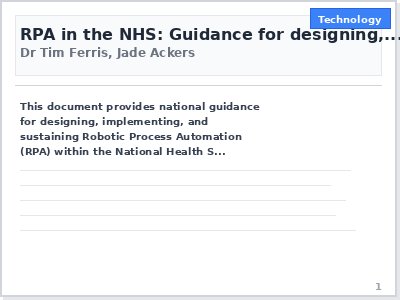 Technology
RPA in the NHS: Guidance for designing,...
Dr Tim Ferris, Jade Ackers
This document provides national guidance
for designing, implementing, and
sustaining Robotic Process Automation
(RPA) within the National Health S...
1